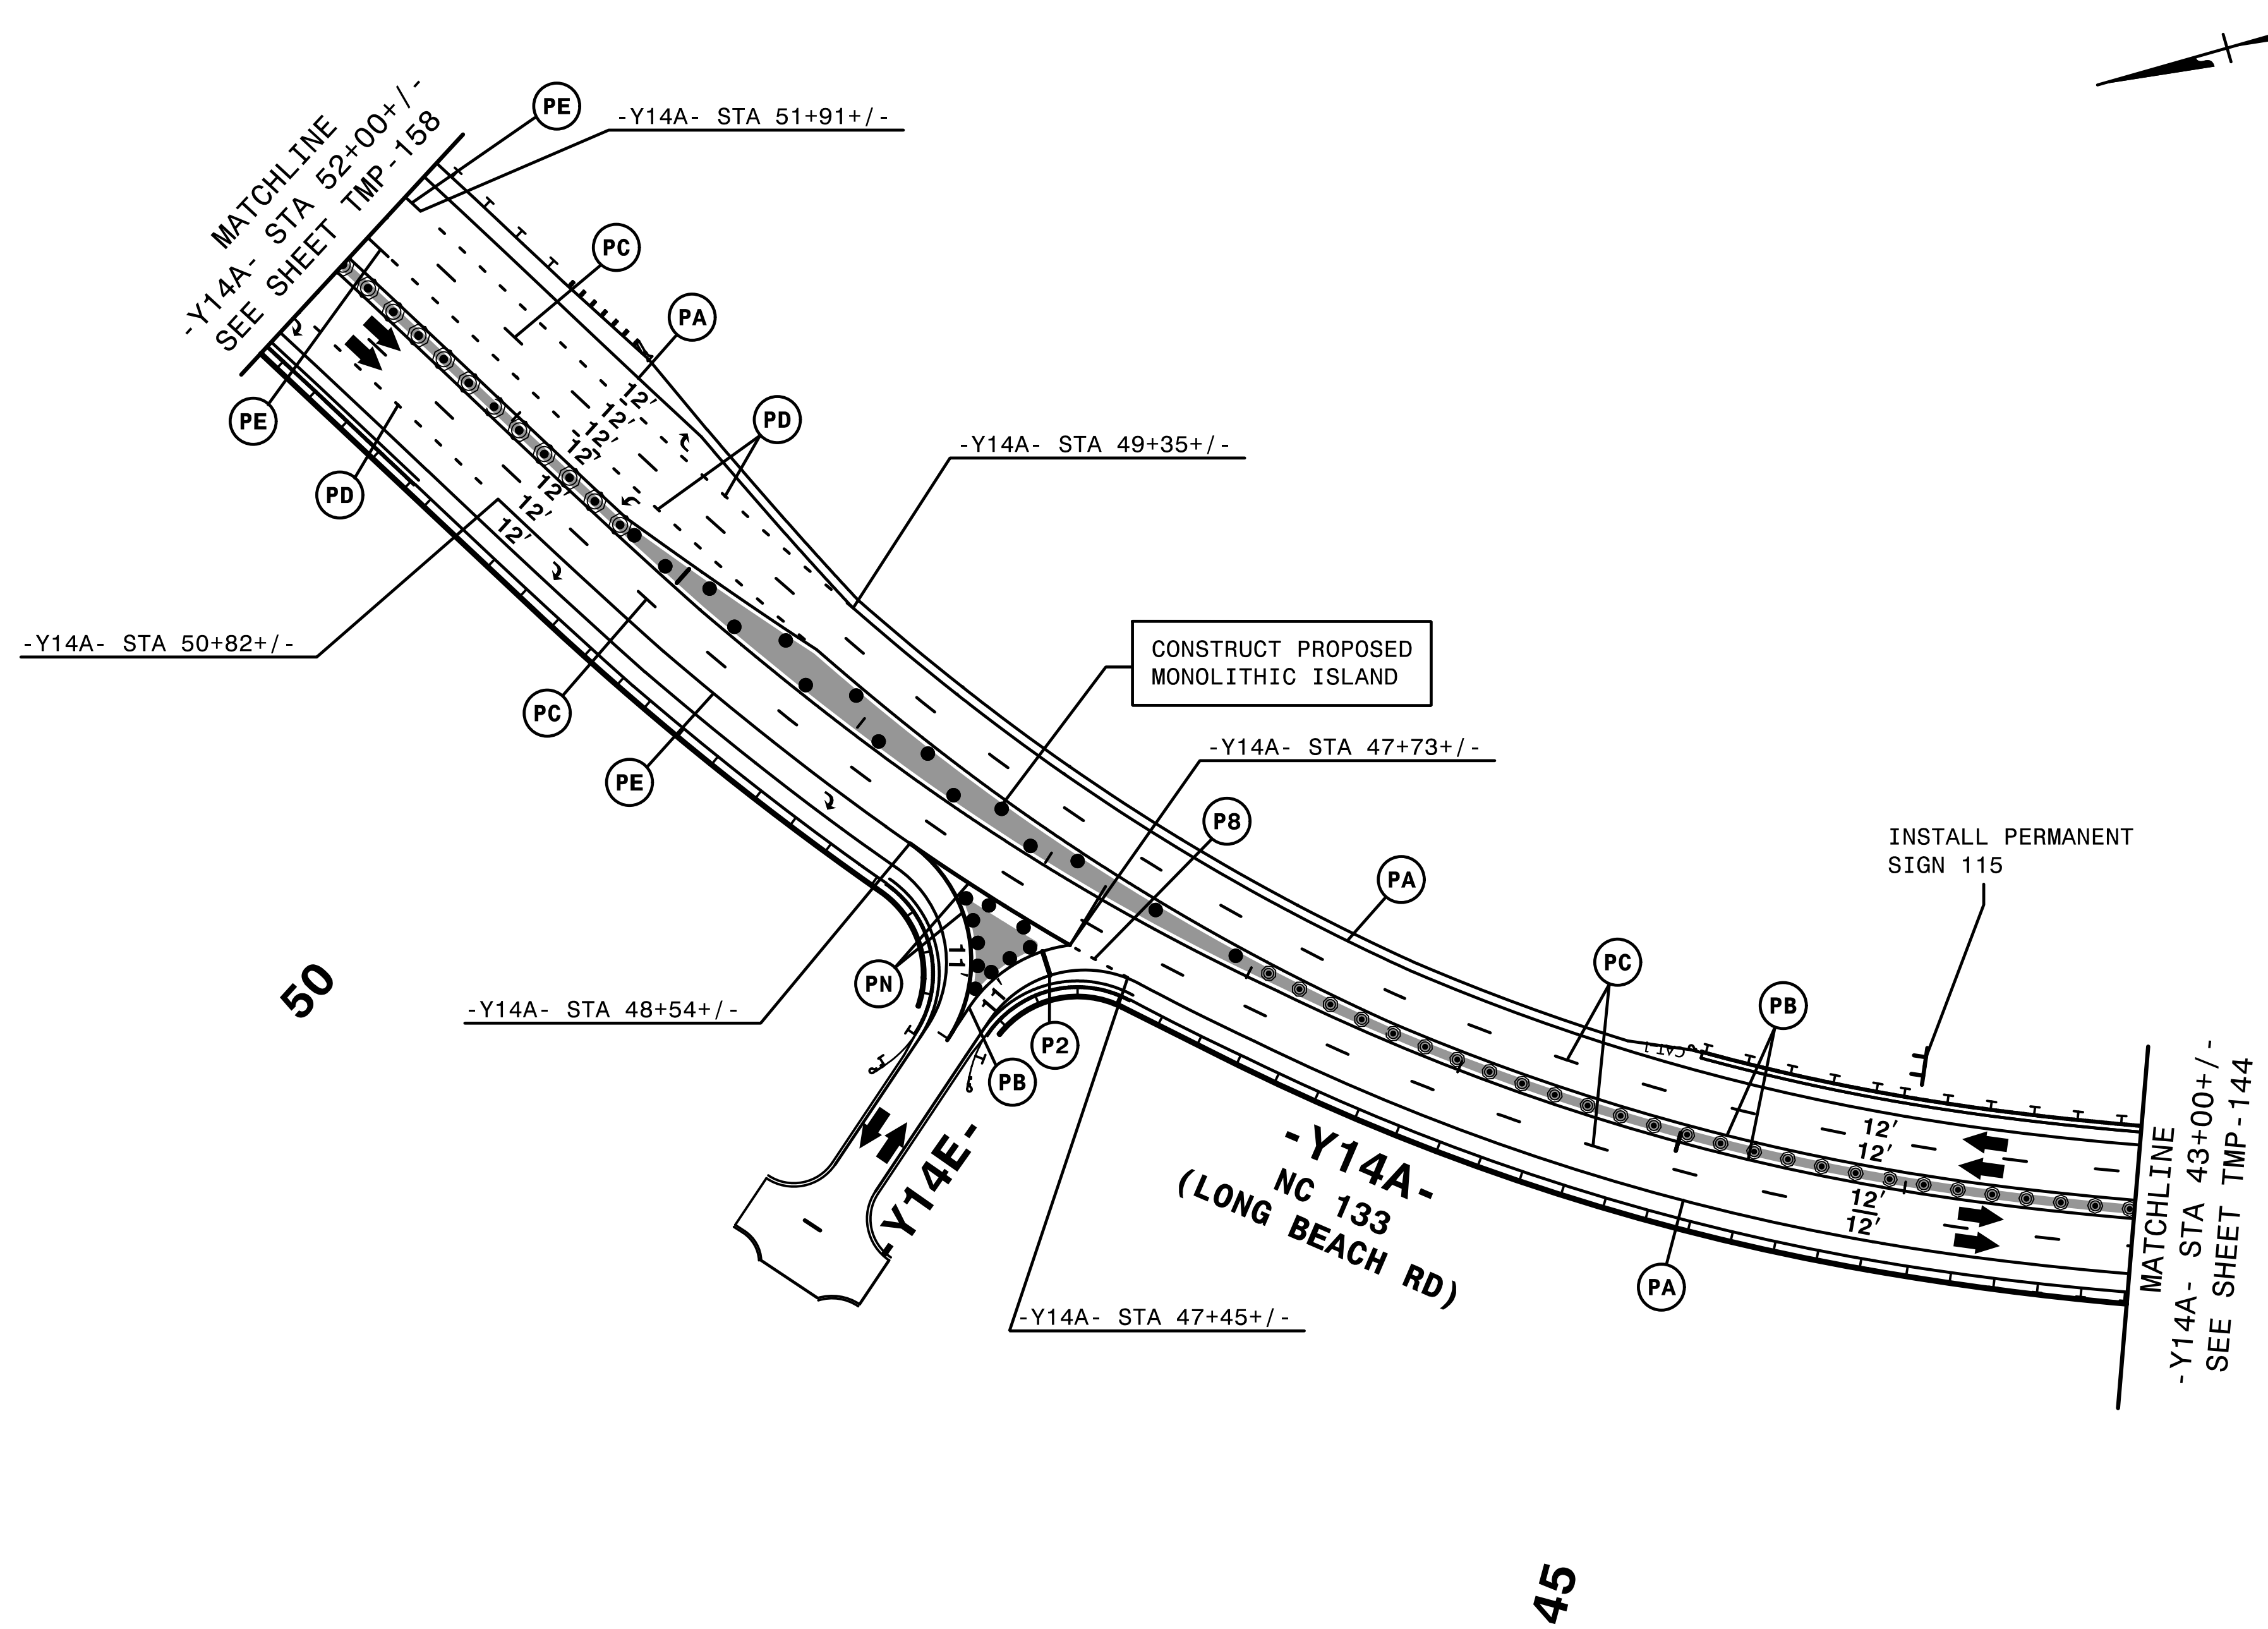 MATCHLINE
-Y14A- STA 52+00+/-
SEE SHEET TMP-158
PE
-Y14A- STA 51+91+/-
PC
PA
PE
PD
PD
-Y14A- STA 49+35+/-
12'
12'
12'
12'
12'
12'
12'
-Y14A- STA 50+82+/-
CONSTRUCT PROPOSED
MONOLITHIC ISLAND
PC
PE
-Y14A- STA 47+73+/-
P8
PA
INSTALL PERMANENT
SIGN 115
PC
PB
CAT-1
50
PN
11'
11'
-Y14A- STA 48+54+/-
P2
PB
-Y14E-
-Y14A-
NC 133
(LONG BEACH RD)
12'
12'
12'
12'
PA
-Y14A- STA 47+45+/-
MATCHLINE
-Y14A- STA 43+00+/-
SEE SHEET TMP-144
45